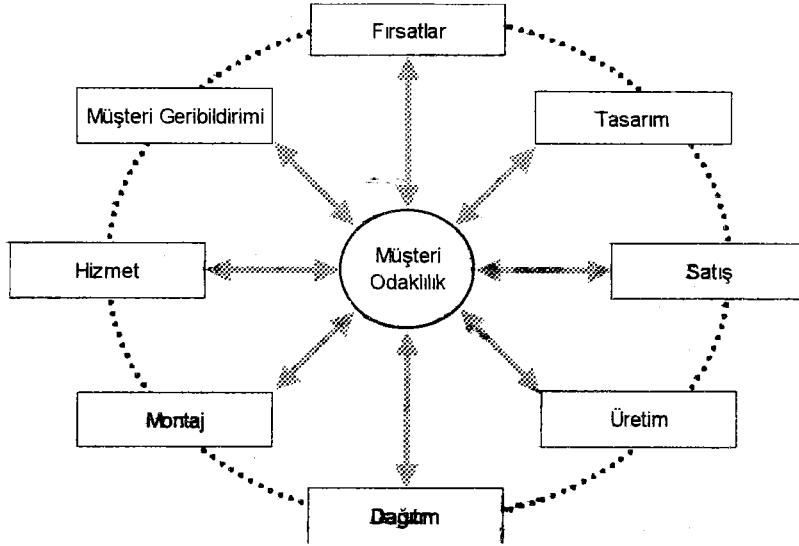 Fırsatlar
Müşteri Geribildirimi
Tasarım
Müşteri
Odaklılık
Hizmet
Satış
Montaj
Üretim
Dağıtım